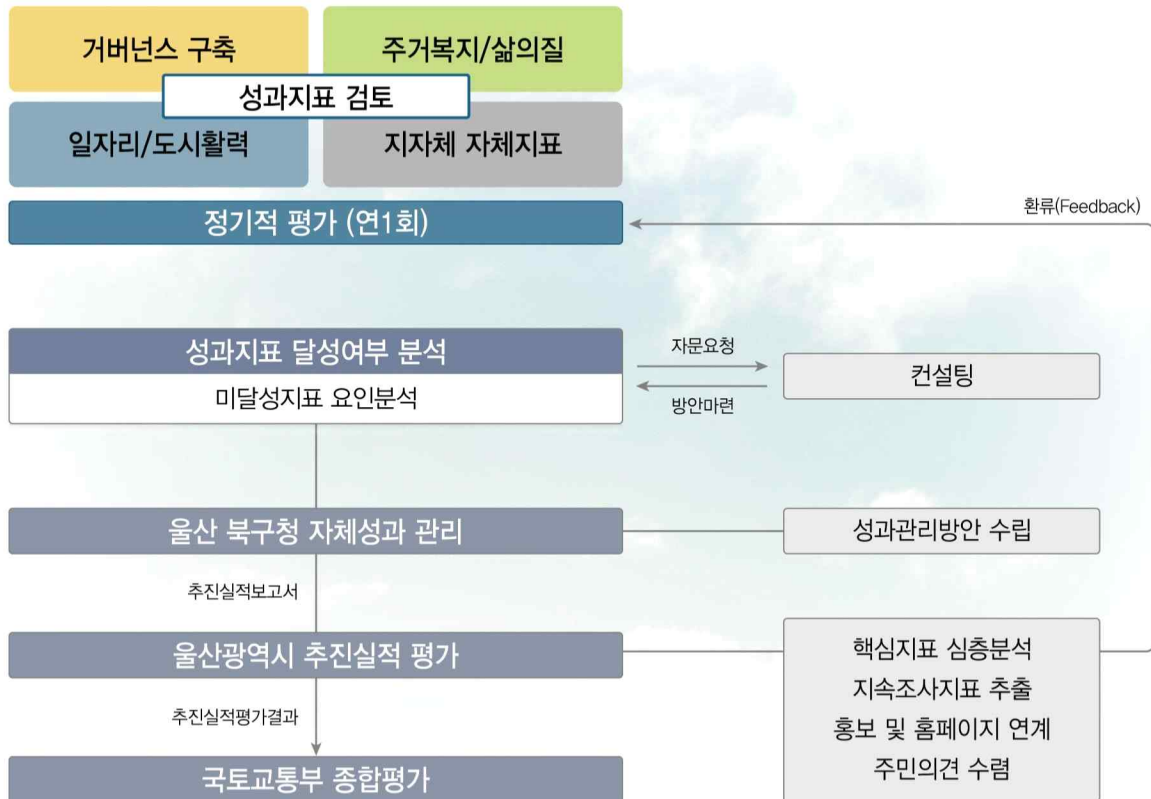 거버넌스 구축
주거복지/삶의질
성과지표 검토
일자리/도시활력
지자체 자체지표
정기적 평가 (연1회)
환류(Feedback)
성과지표 달성여부 분석
미달성지표 요인분석
자문요청
방안마련
컨설팅
울산 북구청 자체성과 관리
성과관리방안 수립
추진실적보고서
울산광역시 추진실적 평가
핵심지표 심층분석
지속조사지표 추출
홍보 및 홈페이지 연계
주민의견 수렴
추진실적평가결과
국토교통부 종합평가